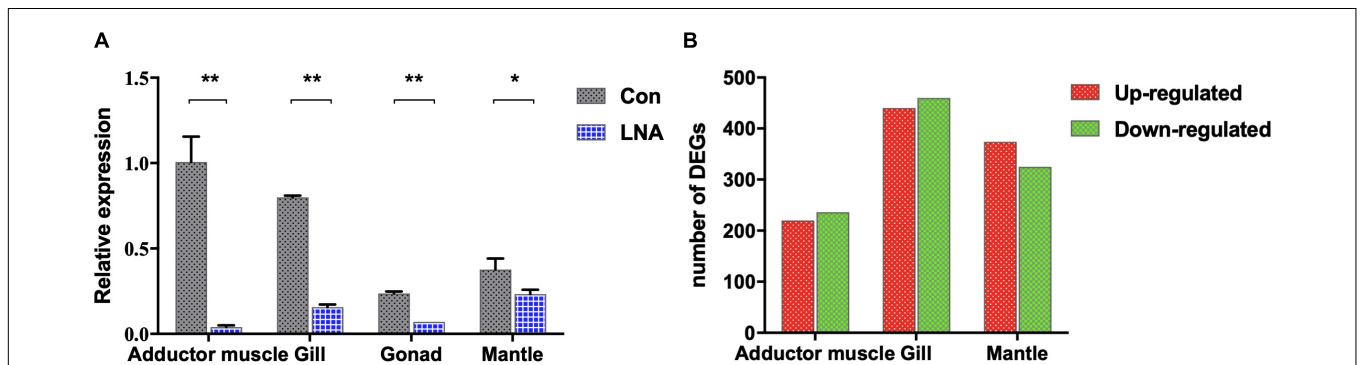 A
Relative expression
1.5
1.0
0.5
0.0
**
**
**
*
Con
LNA
Adductor muscle Gill Gonad Mantle
B
number of DEGs
500
400
300
200
100
0
Up-regulated
Down-regulated
Adductor muscle Gill Mantle